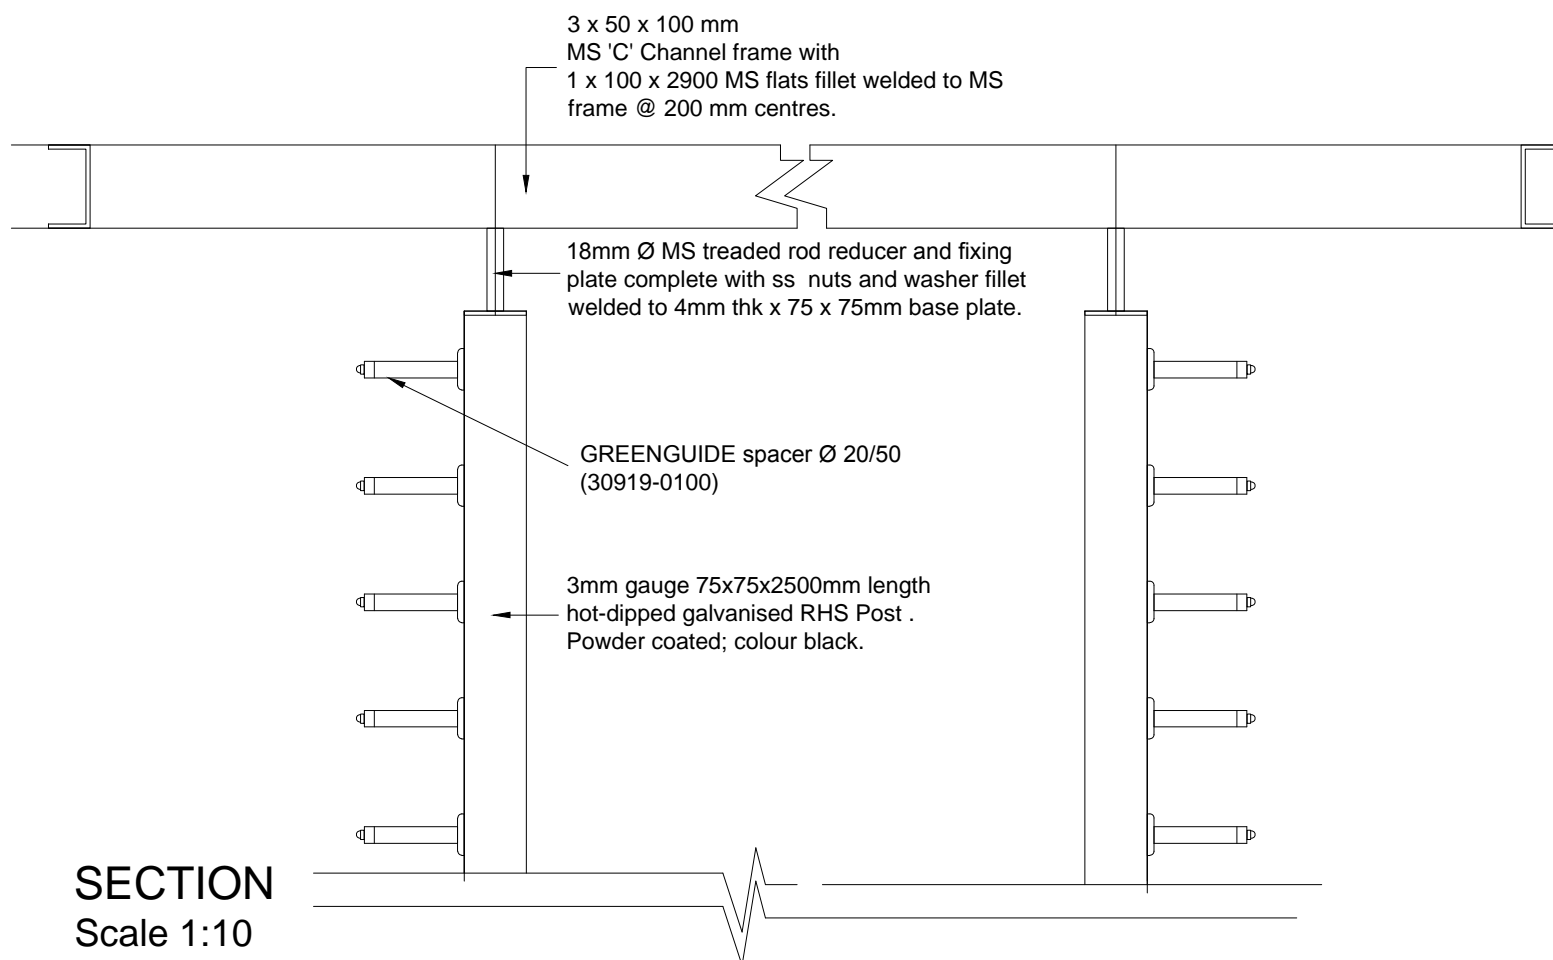 3 x 50 x 100 mm
MS 'C' Channel frame with
1 x 100 x 2900 MS flats fillet welded to MS
frame @ 200 mm centres.
18mm Ø MS treaded rod reducer and fixing
plate complete with ss nuts and washer fillet
welded to 4mm thk x 75 x 75mm base plate.
GREENGUIDE spacer Ø 20/50
(30919-0100)
3mm gauge 75x75x2500mm length
hot-dipped galvanised RHS Post .
Powder coated; colour black.
SECTION
Scale 1:10